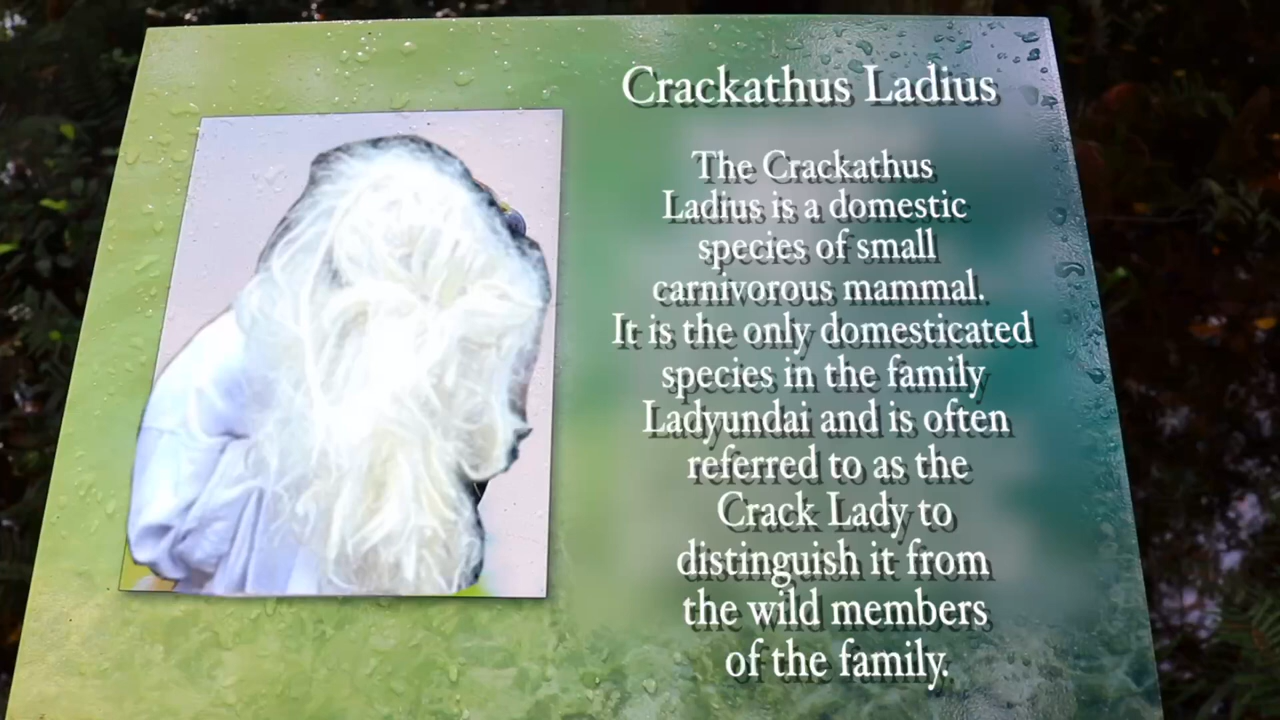 Crackathus Ladius
The Crackathus
Ladius is a domestic
species of small
carnivorous mammal.
It is the only domesticated
species in the family
Ladyundai and is often
referred to as the
Crack Lady to
distinguish it from
the wild members
of the family.